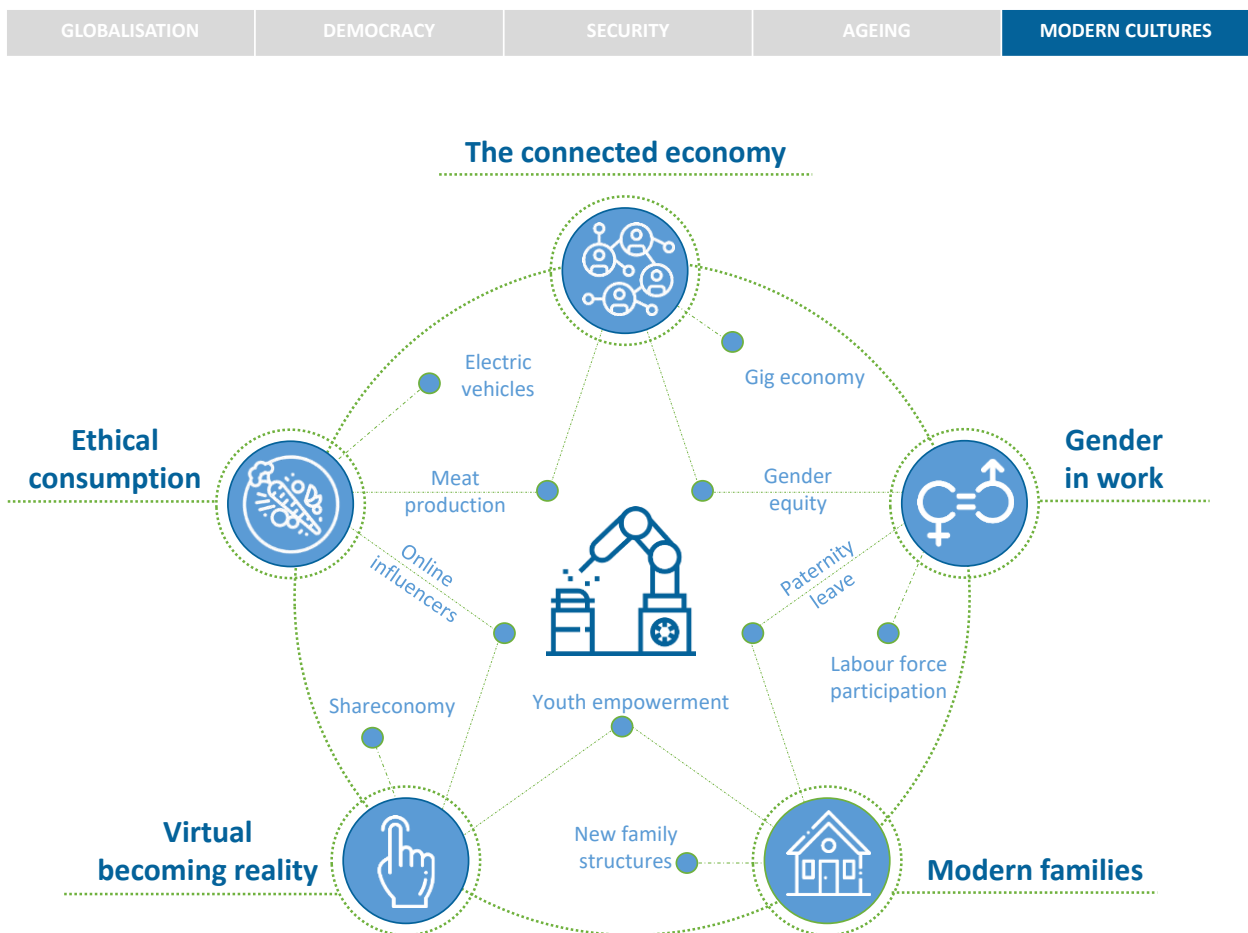 GLOBALISATION
DEMOCRACY
SECURITY
AGEING
MODERN CULTURES
The connected economy
Electric
vehicles
Gig economy
Ethical
consumption
Gender
in work
Meat
production
Gender
equity
Online
influencers
Paternity
leave
Labour force
participation
Shareconomy
Youth empowerment
Virtual
becoming reality
New family
structures
Modern families